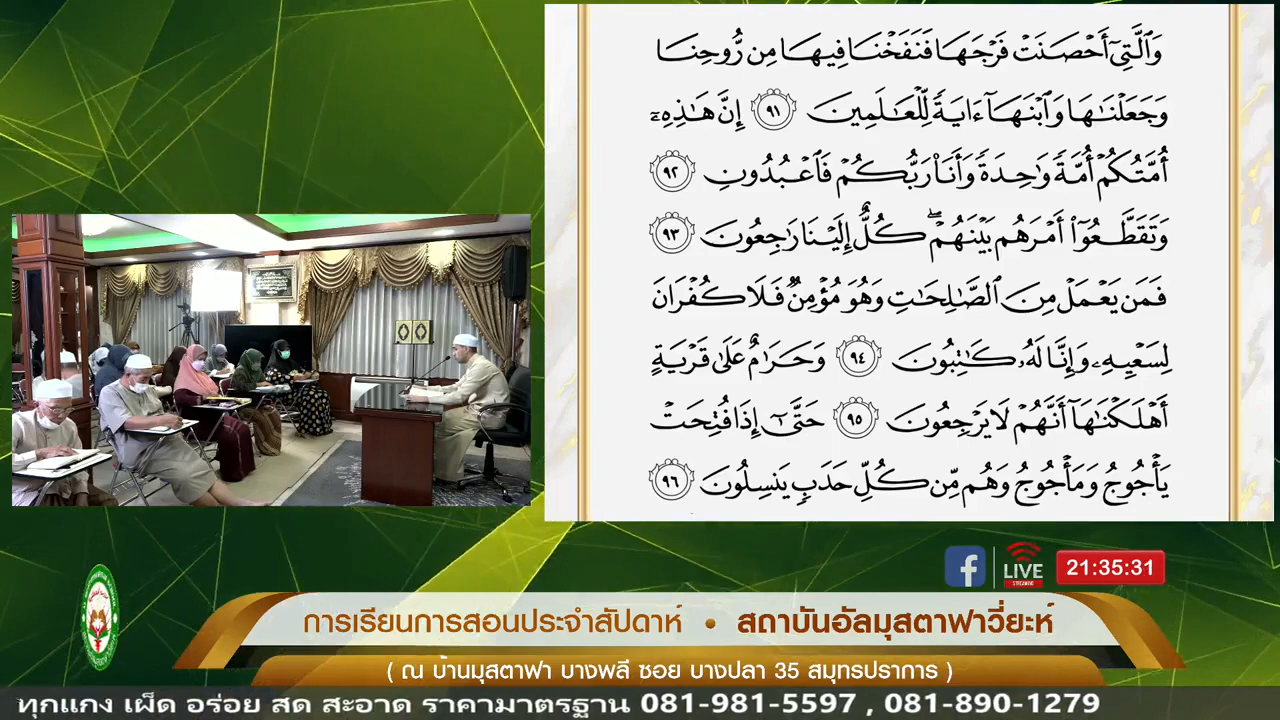 وَٱلَّتِىٓ أَحۡصَنَتۡ فَرۡجَهَا فَنَفَخۡنَا فِيهَا مِن رُّوحِنَا
وَجَعَلۡنَٰهَا وَٱبۡنَهَآ ءَايَةٗ لِّلۡعَٰلَمِينَ ٩١ إِنَّ هَٰذِهِۦٓ
أُمَّتُكُمۡ أُمَّةٗ وَٰحِدَةٗ وَأَنَا۠ رَبُّكُمۡ فَٱعۡبُدُونِ ٩٢
وَتَقَطَّعُوٓاْ أَمۡرَهُم بَيۡنَهُمۡۖ كُلٌّ إِلَيۡنَا رَٰجِعُونَ ٩٣
فَمَن يَعۡمَلۡ مِنَ ٱلصَّٰلِحَٰتِ وَهُوَ مُؤۡمِنٞ فَلَا كُفۡرَانَ
لِسَعۡيِهِۦ وَإِنَّا لَهُۥ كَٰتِبُونَ ٩٤ وَحَرَٰمٌ عَلَىٰ قَرۡيَةٍ
أَهۡلَكۡنَٰهَآ أَنَّهُمۡ لَا يَرۡجِعُونَ ٩٥ حَتَّىٰٓ إِذَا فُتِحَتۡ
يَأۡجُوجُ وَمَأۡجُوجُ وَهُم مِّن كُلِّ حَدَبٖ يَنسِلُونَ ٩٦
LIVE
STREAMING
21:35:31
การเรียนการสอนประจำสัปดาห์ • สถาบันอัลมุสตาฟาวี่ยะห์
( ณ บ้านมุสตาฟา บางพลี ซอย บางปลา 35 สมุทรปราการ )
ทุกแกง เผ็ด อร่อย สด สะอาด ราคามาตรฐาน 081-981-5597 , 081-890-1279